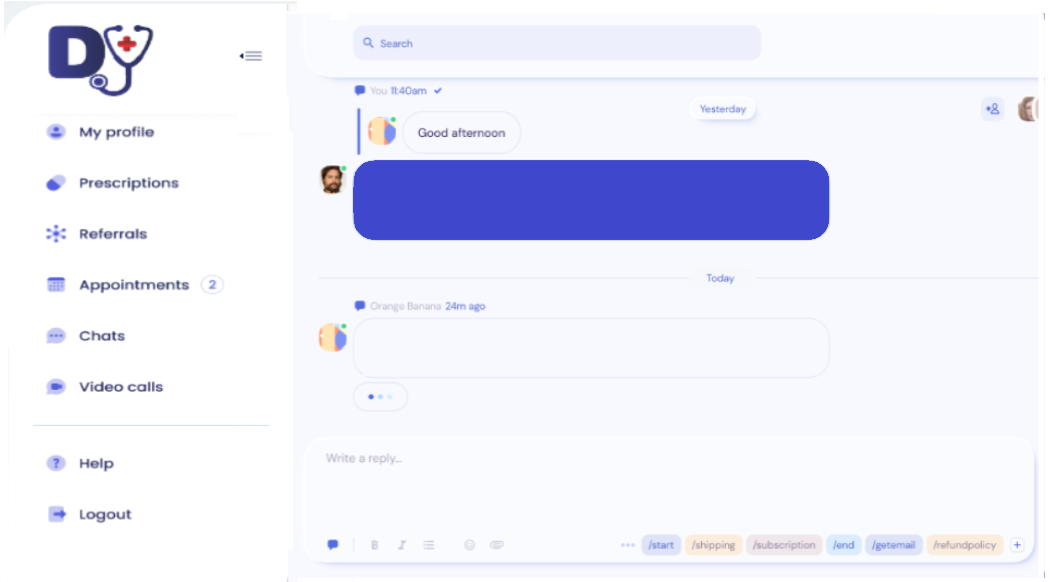 DY
My profile
Prescriptions
Referrals
Appointments 2
Chats
Video calls
Help
Logout
Search
You 11:40am
Yesterday
Good afternoon
Today
Orange Banana 24m ago
Write a reply...
B I
/start /shipping /subscription /end /getemail /refundpolicy +